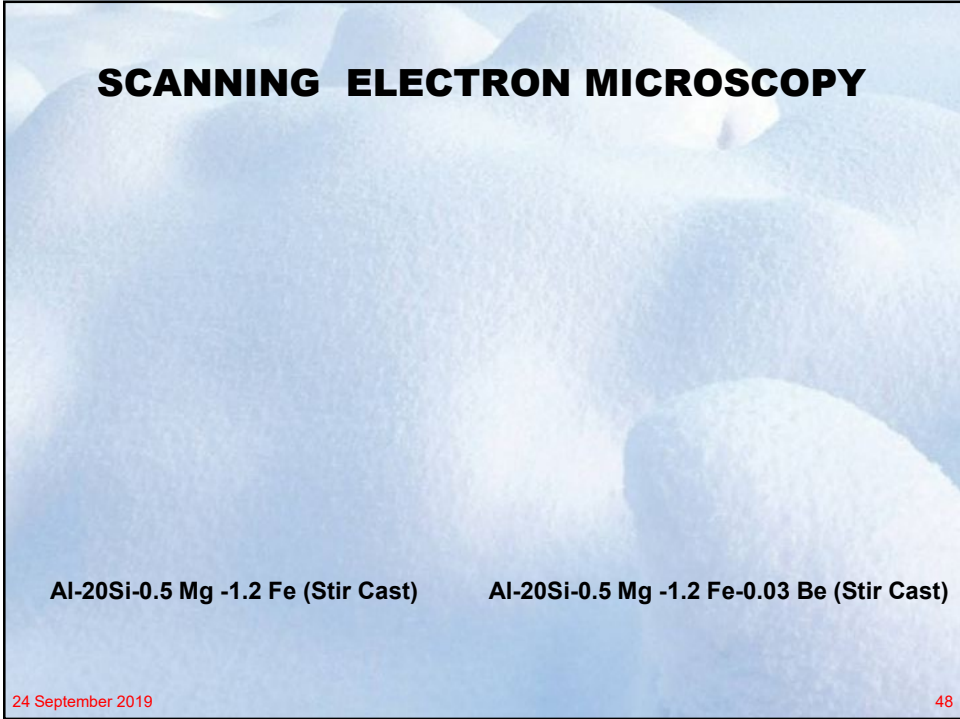 SCANNING ELECTRON MICROSCOPY
Al-20Si-0.5 Mg -1.2 Fe (Stir Cast)
Al-20Si-0.5 Mg -1.2 Fe-0.03 Be (Stir Cast)
24 September 2019
48